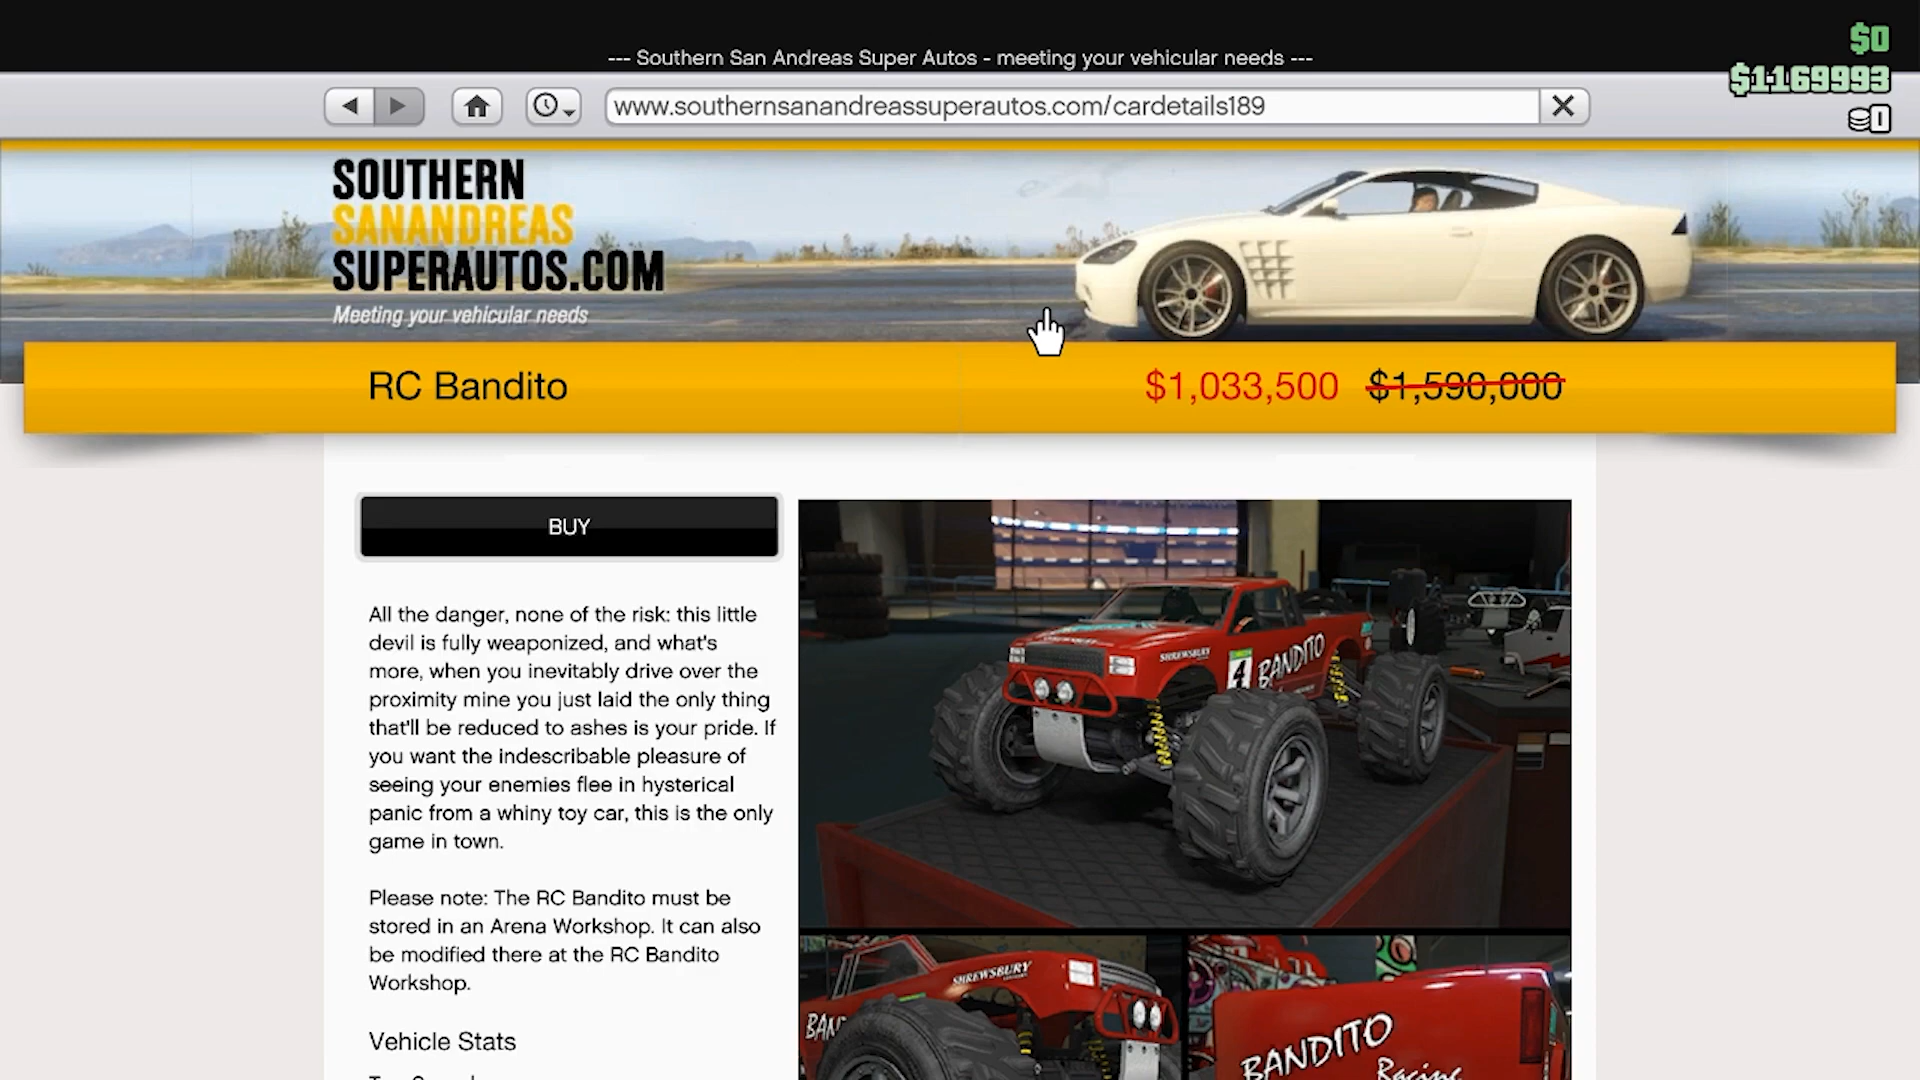 --- Southern San Andreas Super Autos - meeting your vehicular needs ---
$0
$1169993
0
www.southernsanandreassuperautos.com/cardetails189
SOUTHERN
SANANDREAS
SUPERAUTOS.COM
Meeting your vehicular needs
RC Bandito
$1,033,500 $1,590,000
BUY
All the danger, none of the risk: this little
devil is fully weaponized, and what's
more, when you inevitably drive over the
proximity mine you just laid the only thing
that'll be reduced to ashes is your pride. If
you want the indescribable pleasure of
seeing your enemies flee in hysterical
panic from a whiny toy car, this is the only
game in town.
Please note: The RC Bandito must be
stored in an Arena Workshop. It can also
be modified there at the RC Bandito
Workshop.
Vehicle Stats
SHREWSBURY
4
BANDITO
SHREWSBURY
BANDITO
Racing